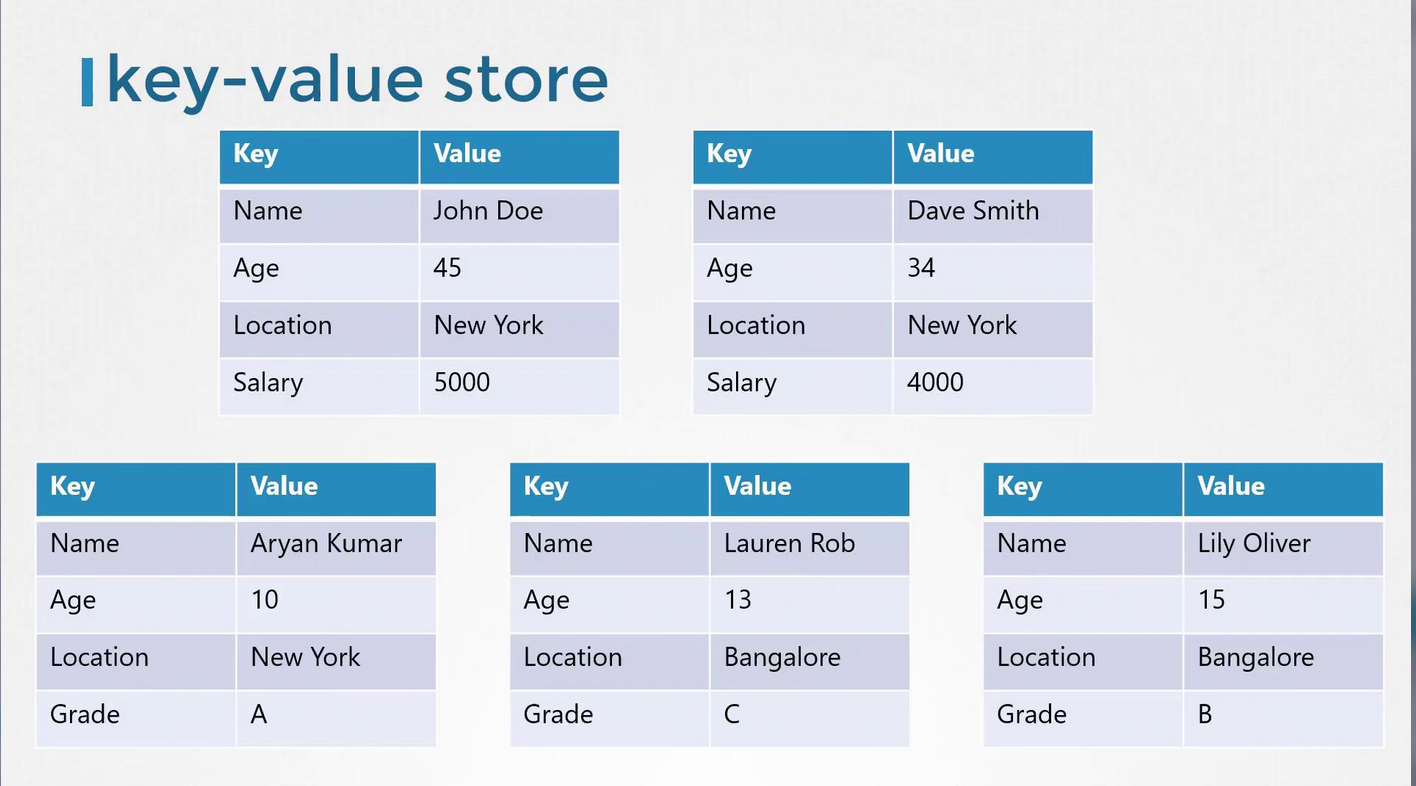 key-value store
Key Value
Name John Doe
Age 45
Location New York
Salary 5000
Key Value
Name Dave Smith
Age 34
Location New York
Salary 4000
Key Value
Name Aryan Kumar
Age 10
Location New York
Grade A
Key Value
Name Lauren Rob
Age 13
Location Bangalore
Grade C
Key Value
Name Lily Oliver
Age 15
Location Bangalore
Grade B